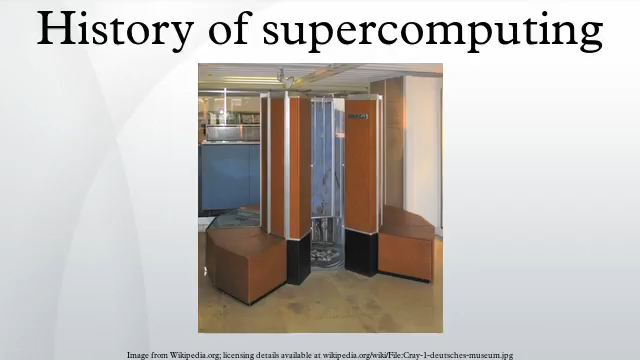 History of supercomputing
Image from Wikipedia.org; licensing details available at wikipedia.org/wiki/File:Cray-1-deutsches-museum.jpg